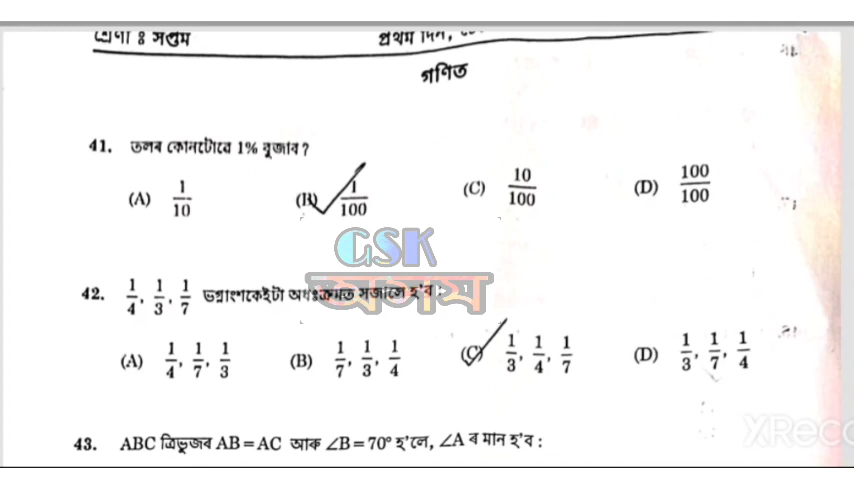 শ্ৰেণী ঃ সপ্তম প্ৰথম দিন,
গণিত
41. তলৰ কোনটোৱে 1% বুজাব?
(A) 1/10 (B) 1/100 (C) 10/100 (D) 100/100
GSK
অসম
42. 1/4, 1/3, 1/7 ভগ্নাংশকেইটা অধঃক্ৰমত সজালে হ'ব :
(A) 1/4, 1/7, 1/3 (B) 1/7, 1/3, 1/4 (C) 1/3, 1/4, 1/7 (D) 1/3, 1/7, 1/4
43. ABC ত্ৰিভুজৰ AB = AC আৰু ∠B = 70° হ'লে, ∠A ৰ মান হ'ব :
XReco